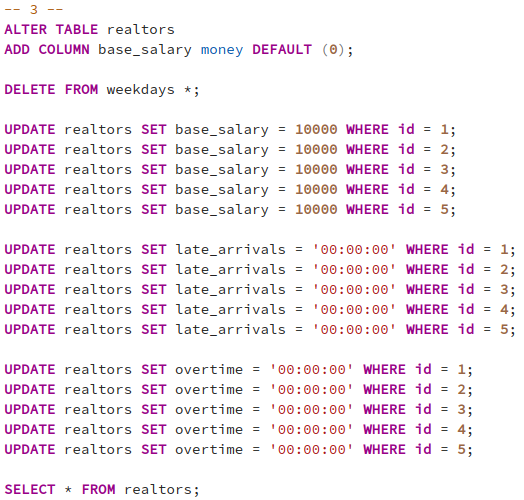 -- 3 --
ALTER TABLE realtors
ADD COLUMN base_salary money DEFAULT (0);
DELETE FROM weekdays *;
UPDATE realtors SET base_salary = 10000 WHERE id = 1;
UPDATE realtors SET base_salary = 10000 WHERE id = 2;
UPDATE realtors SET base_salary = 10000 WHERE id = 3;
UPDATE realtors SET base_salary = 10000 WHERE id = 4;
UPDATE realtors SET base_salary = 10000 WHERE id = 5;
UPDATE realtors SET late_arrivals = '00:00:00' WHERE id = 1;
UPDATE realtors SET late_arrivals = '00:00:00' WHERE id = 2;
UPDATE realtors SET late_arrivals = '00:00:00' WHERE id = 3;
UPDATE realtors SET late_arrivals = '00:00:00' WHERE id = 4;
UPDATE realtors SET late_arrivals = '00:00:00' WHERE id = 5;
UPDATE realtors SET overtime = '00:00:00' WHERE id = 1;
UPDATE realtors SET overtime = '00:00:00' WHERE id = 2;
UPDATE realtors SET overtime = '00:00:00' WHERE id = 3;
UPDATE realtors SET overtime = '00:00:00' WHERE id = 4;
UPDATE realtors SET overtime = '00:00:00' WHERE id = 5;
SELECT * FROM realtors;